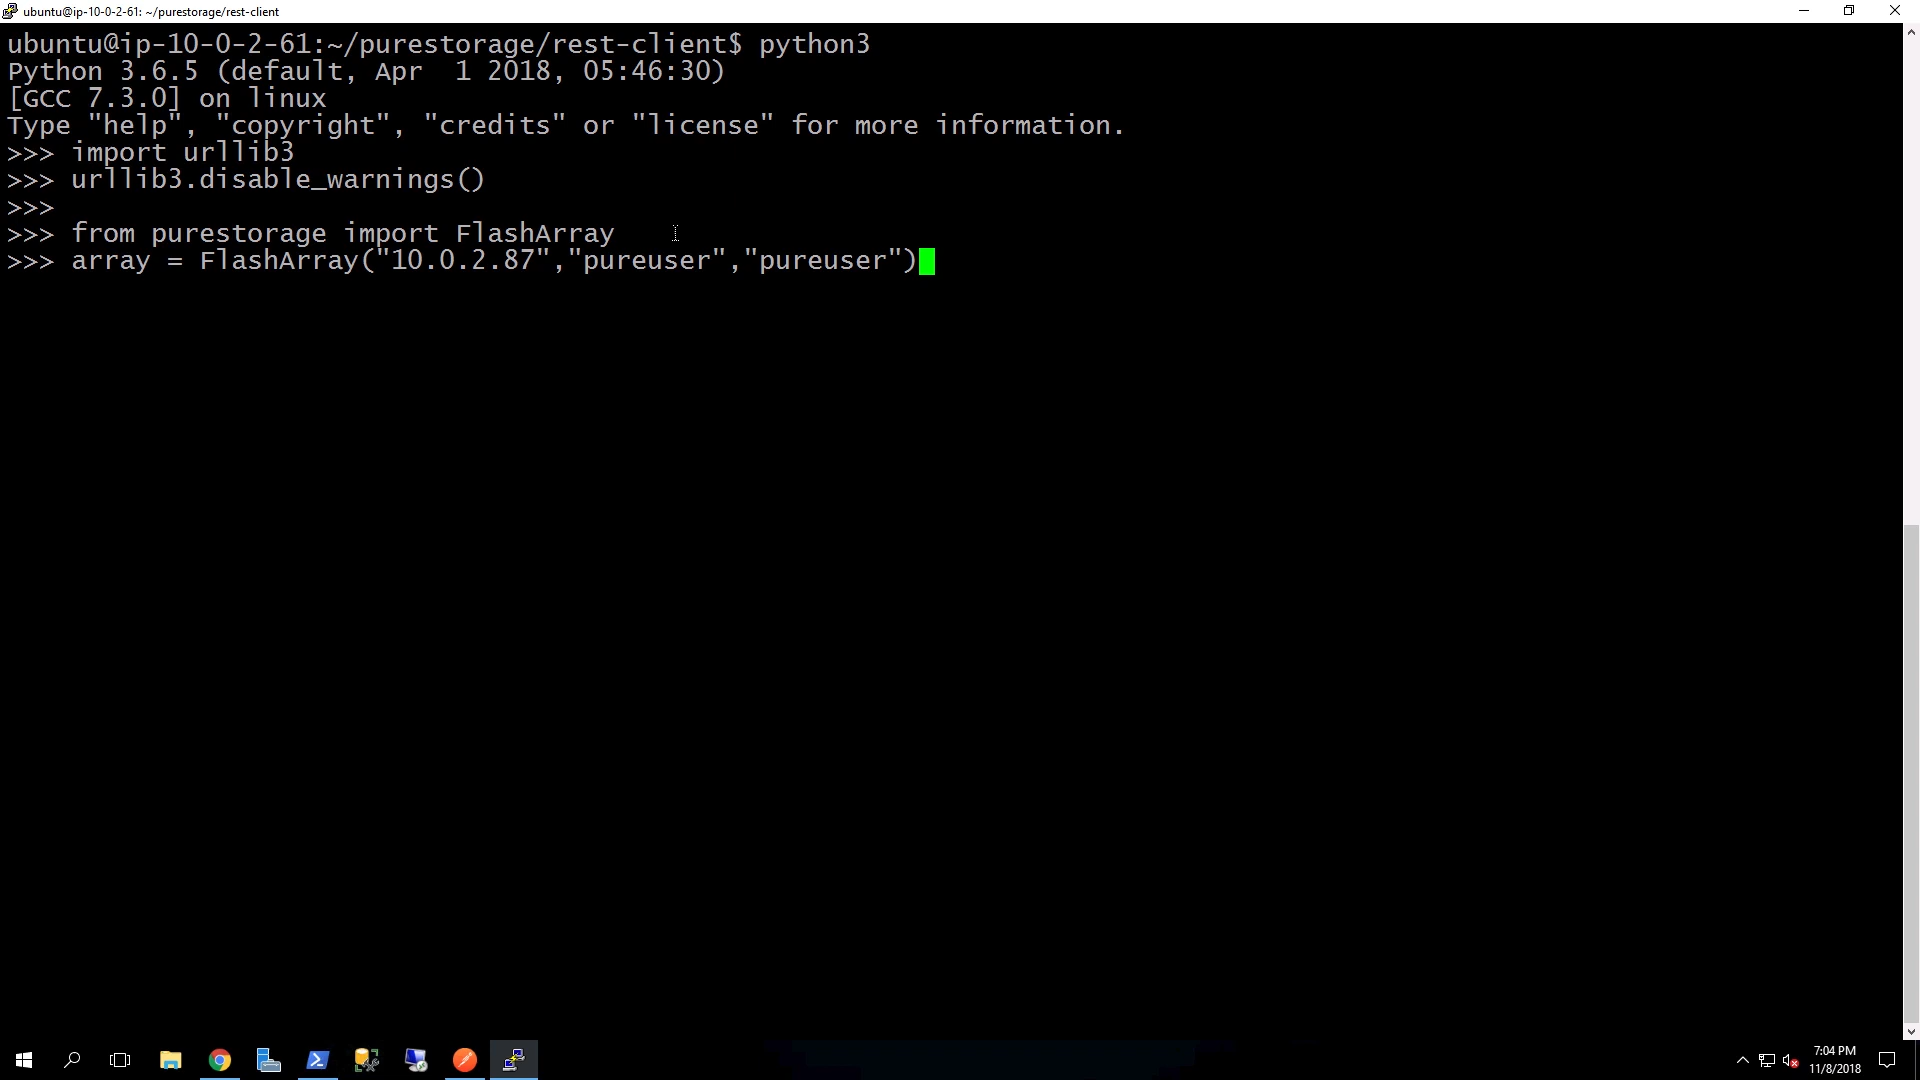 ubuntu@ip-10-0-2-61: ~/purestorage/rest-client
ubuntu@ip-10-0-2-61:~/purestorage/rest-client$ python3
Python 3.6.5 (default, Apr  1 2018, 05:46:30)
[GCC 7.3.0] on linux
Type "help", "copyright", "credits" or "license" for more information.
>>> import urllib3
>>> urllib3.disable_warnings()
>>>
>>> from purestorage import FlashArray
>>> array = FlashArray("10.0.2.87","pureuser","pureuser")
7:04 PM
11/8/2018